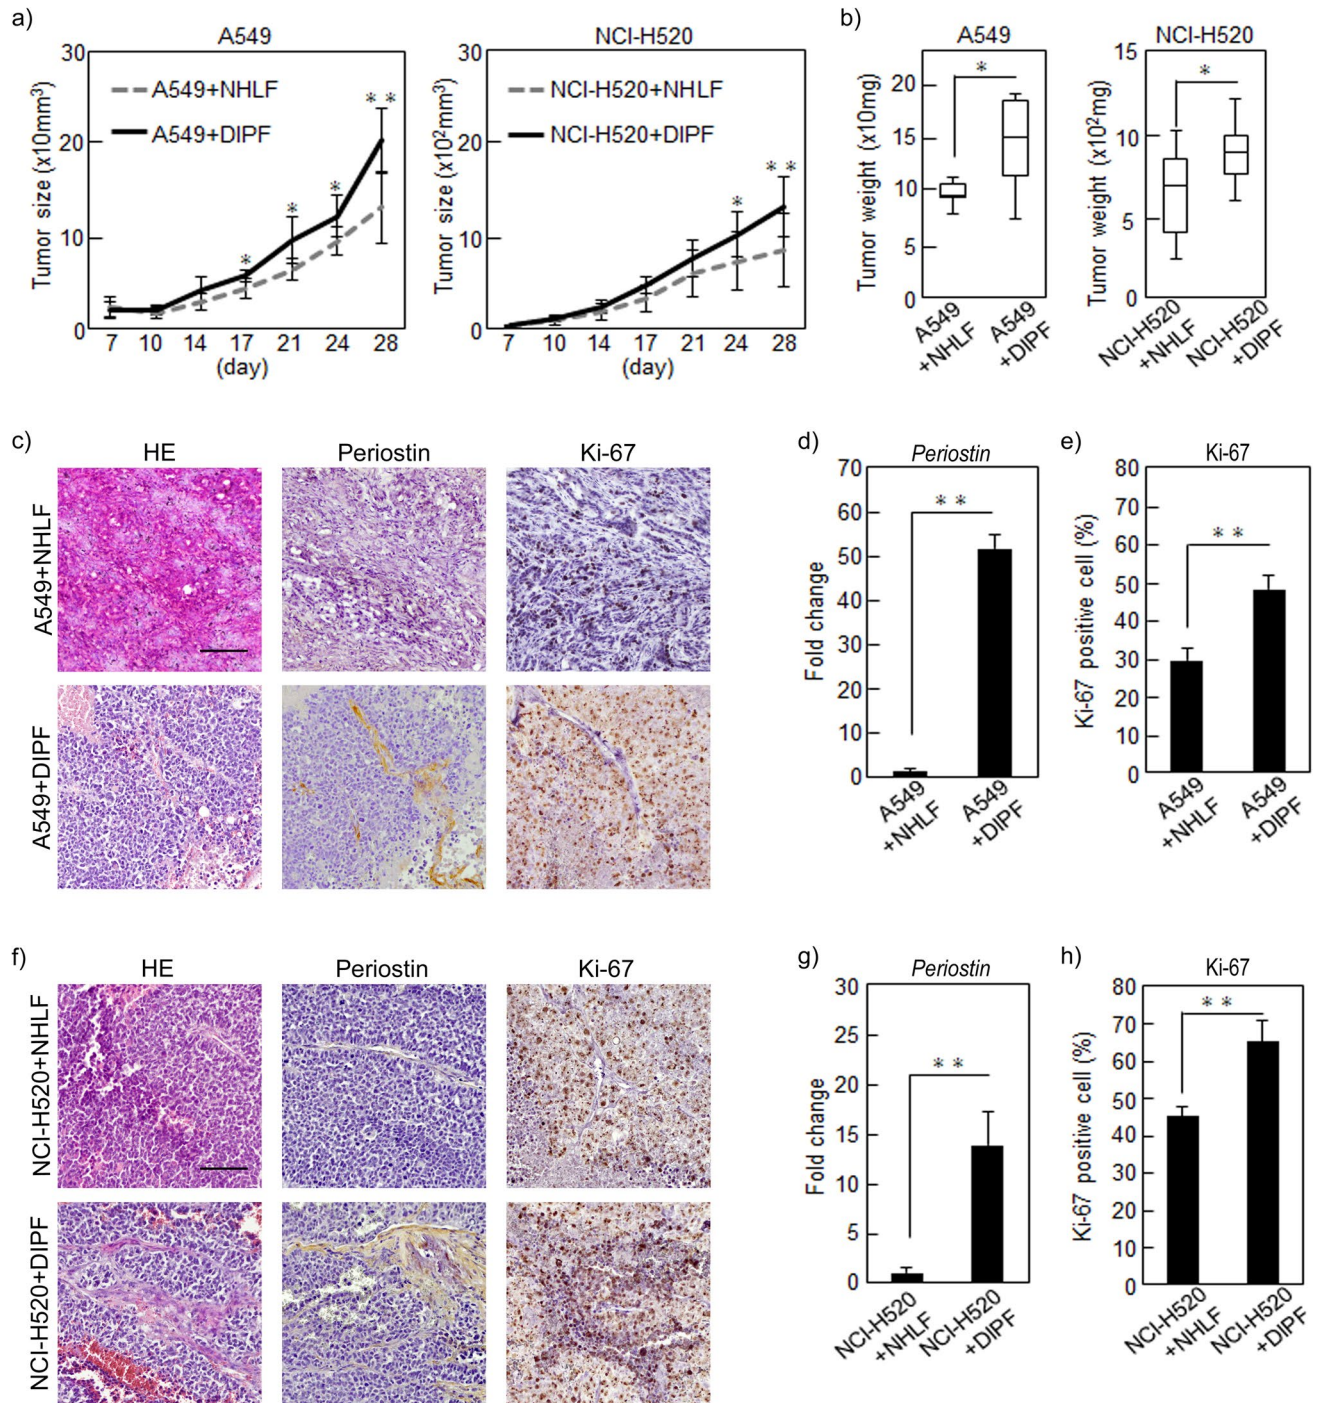 a)
A549
Tumor size (x10mm³)
30
20
10
0
A549+NHLF
A549+DIPF
*
*
*
**
7 10 14 17 21 24 28
(day)
NCI-H520
Tumor size (x10²mm³)
30
20
10
0
NCI-H520+NHLF
NCI-H520+DIPF
*
**
7 10 14 17 21 24 28
(day)
b)
A549
Tumor weight (x10mg)
20
15
10
5
0
*
A549
+NHLF
A549
+DIPF
NCI-H520
Tumor weight (x10²mg)
15
10
5
0
*
NCI-H520
+NHLF
NCI-H520
+DIPF
c)
HE Periostin Ki-67
A549+NHLF
A549+DIPF
d)
Periostin
Fold change
70
60
50
40
30
20
10
0
**
A549
+NHLF
A549
+DIPF
e)
Ki-67
Ki-67 positive cell (%)
80
70
60
50
40
30
20
10
0
**
A549
+NHLF
A549
+DIPF
f)
HE Periostin Ki-67
NCI-H520+NHLF
NCI-H520+DIPF
g)
Periostin
Fold change
30
25
20
15
10
5
0
**
NCI-H520
+NHLF
NCI-H520
+DIPF
h)
Ki-67
Ki-67 positive cell (%)
80
70
60
50
40
30
20
10
0
**
NCI-H520
+NHLF
NCI-H520
+DIPF